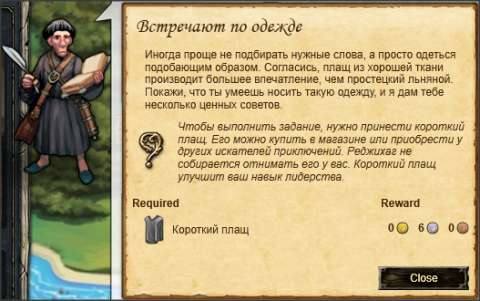 Встречают по одежде
Иногда проще не подбирать нужные слова, а просто одеться
подобающим образом. Согласись, плащ из хорошей ткани
производит большее впечатление, чем простецкий льняной.
Покажи, что ты умеешь носить такую одежду, и я дам тебе
несколько ценных советов.
Чтобы выполнить задание, нужно принести короткий
плащ. Его можно купить в магазине или приобрести у
других искателей приключений. Реджихаг не
собирается отнимать его у вас. Короткий плащ
улучшит ваш навык лидерства.
Required Reward
Короткий плащ 0 6 0
Close